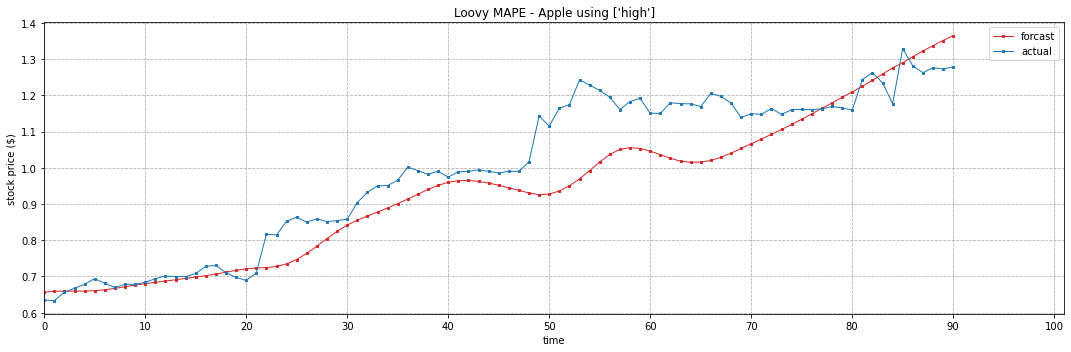 Loovy MAPE - Apple using ['high']
1.4
1.3
1.2
1.1
1.0
0.9
0.8
0.7
0.6
stock price ($)
forcast
actual
0 10 20 30 40 50 60 70 80 90 100
time